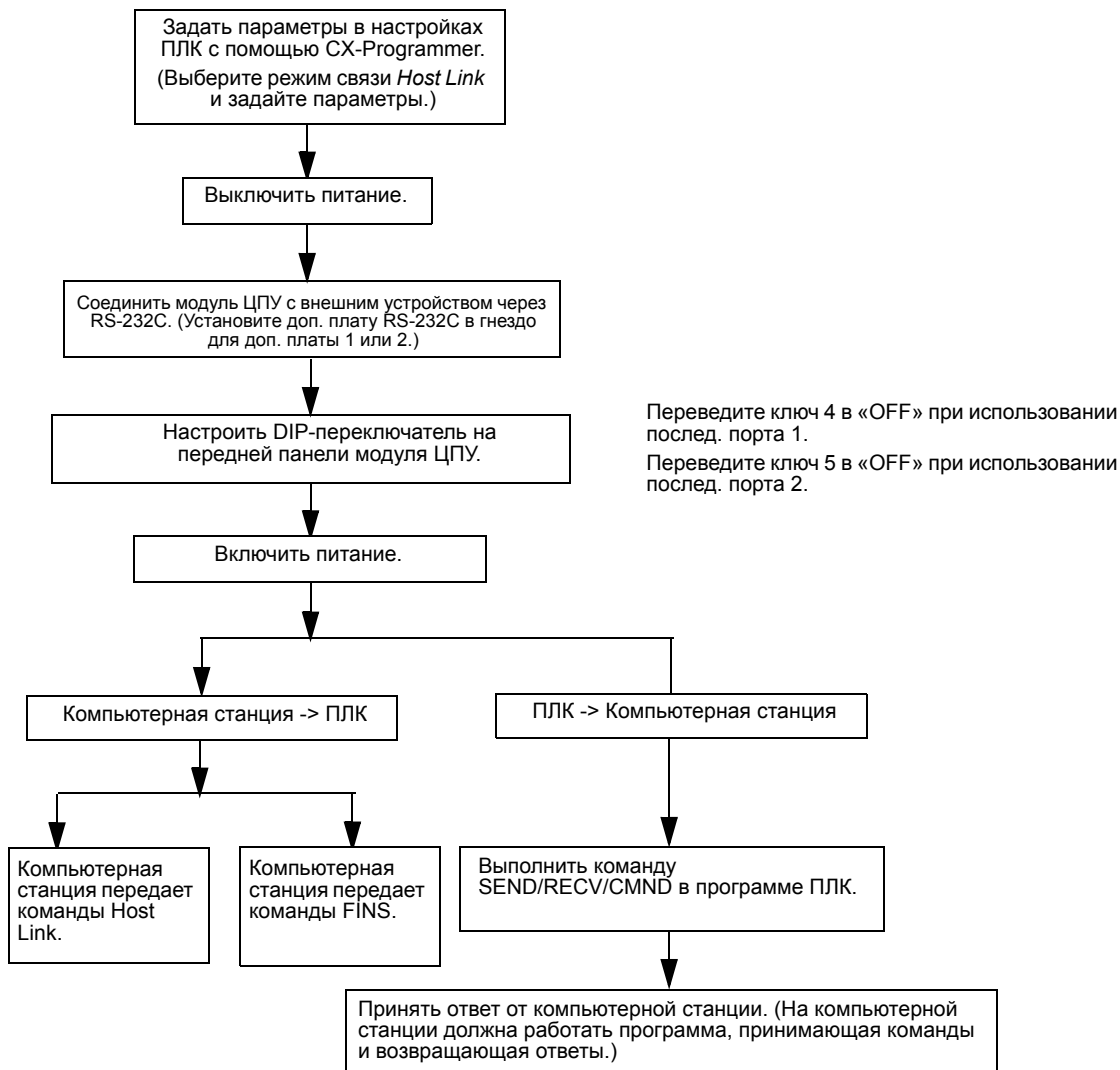 Задать параметры в настройках
ПЛК с помощью CX-Programmer.
(Выберите режим связи Host Link
и задайте параметры.)
Выключить питание.
Соединить модуль ЦПУ с внешним устройством через
RS-232C. (Установите доп. плату RS-232C в гнездо
для доп. платы 1 или 2.)
Настроить DIP-переключатель на
передней панели модуля ЦПУ.
Переведите ключ 4 в «OFF» при использовании
послед. порта 1.
Переведите ключ 5 в «OFF» при использовании
послед. порта 2.
Включить питание.
Компьютерная станция -> ПЛК
ПЛК -> Компьютерная станция
Компьютерная
станция передает
команды Host
Link.
Компьютерная
станция передает
команды FINS.
Выполнить команду
SEND/RECV/CMND в программе ПЛК.
Принять ответ от компьютерной станции. (На компьютерной
станции должна работать программа, принимающая команды
и возвращающая ответы.)